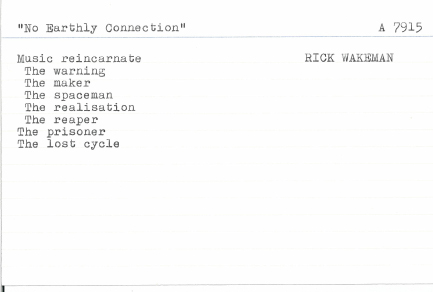 "No Earthly Connection" A 7915
Music reincarnate RICK WAKEMAN
The warning
The maker
The spaceman
The realisation
The reaper
The prisoner
The lost cycle